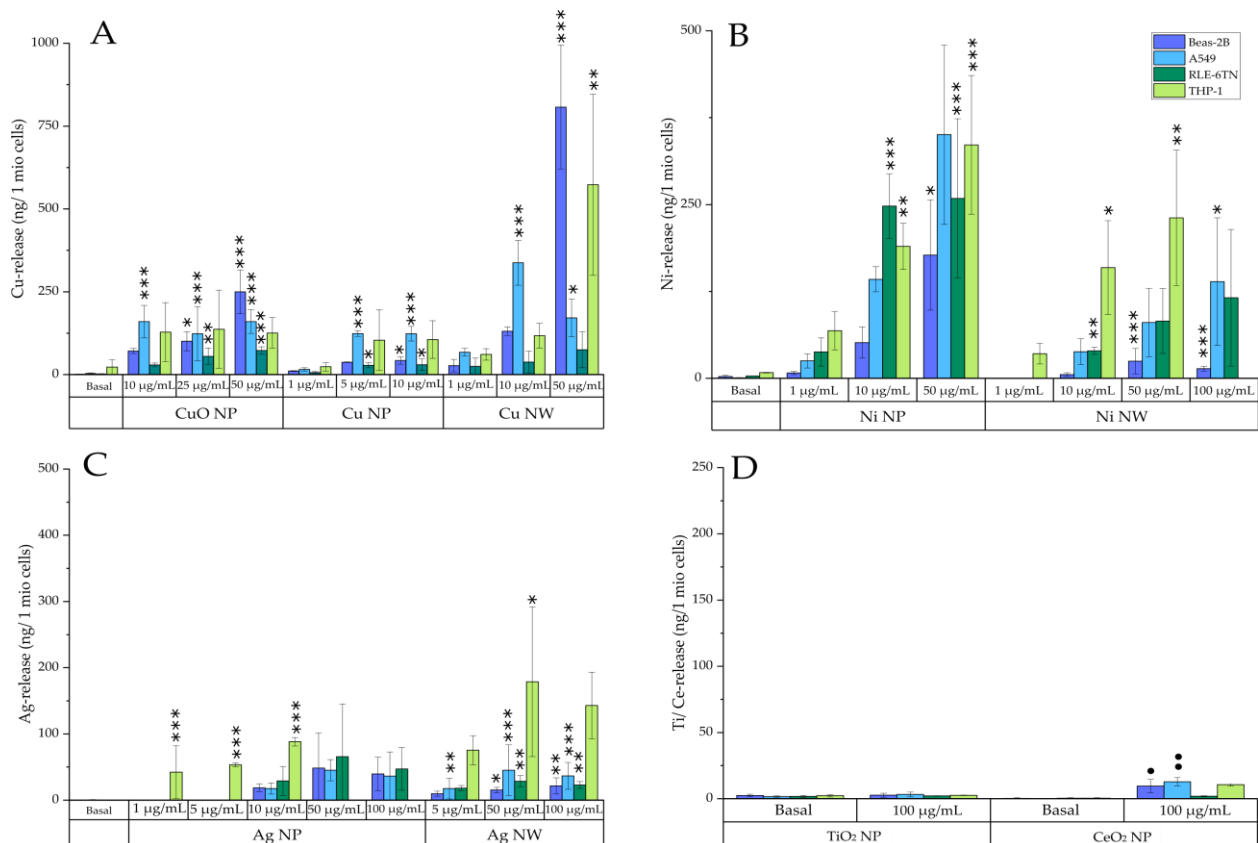 A
Cu-release (ng/ 1 mio cells)
1000
750
500
250
0
*** * *** ** *** *** *** *** * * *** * *** *** * **
Basal 10 µg/mL 25 µg/mL 50 µg/mL 1 µg/mL 5 µg/mL 10 µg/mL 1 µg/mL 10 µg/mL 50 µg/mL
CuO NP Cu NP Cu NW
B
Ni-release (ng/ 1 mio cells)
500
250
0
Beas-2B
A549
RLE-6TN
THP-1
*** ** * *** *** ** * *** ** *** *
Basal 1 µg/mL 10 µg/mL 50 µg/mL 1 µg/mL 10 µg/mL 50 µg/mL 100 µg/mL
Ni NP Ni NW
C
Ag-release (ng/ 1 mio cells)
500
400
300
200
100
0
*** *** *** ** * *** ** * ** *** **
Basal 1 µg/mL 5 µg/mL 10 µg/mL 50 µg/mL 100 µg/mL 5 µg/mL 50 µg/mL 100 µg/mL
Ag NP Ag NW
D
Ti/ Ce-release (ng/1 mio cells)
250
200
150
100
50
0
• ••
Basal 100 µg/mL Basal 100 µg/mL
TiO₂ NP CeO₂ NP